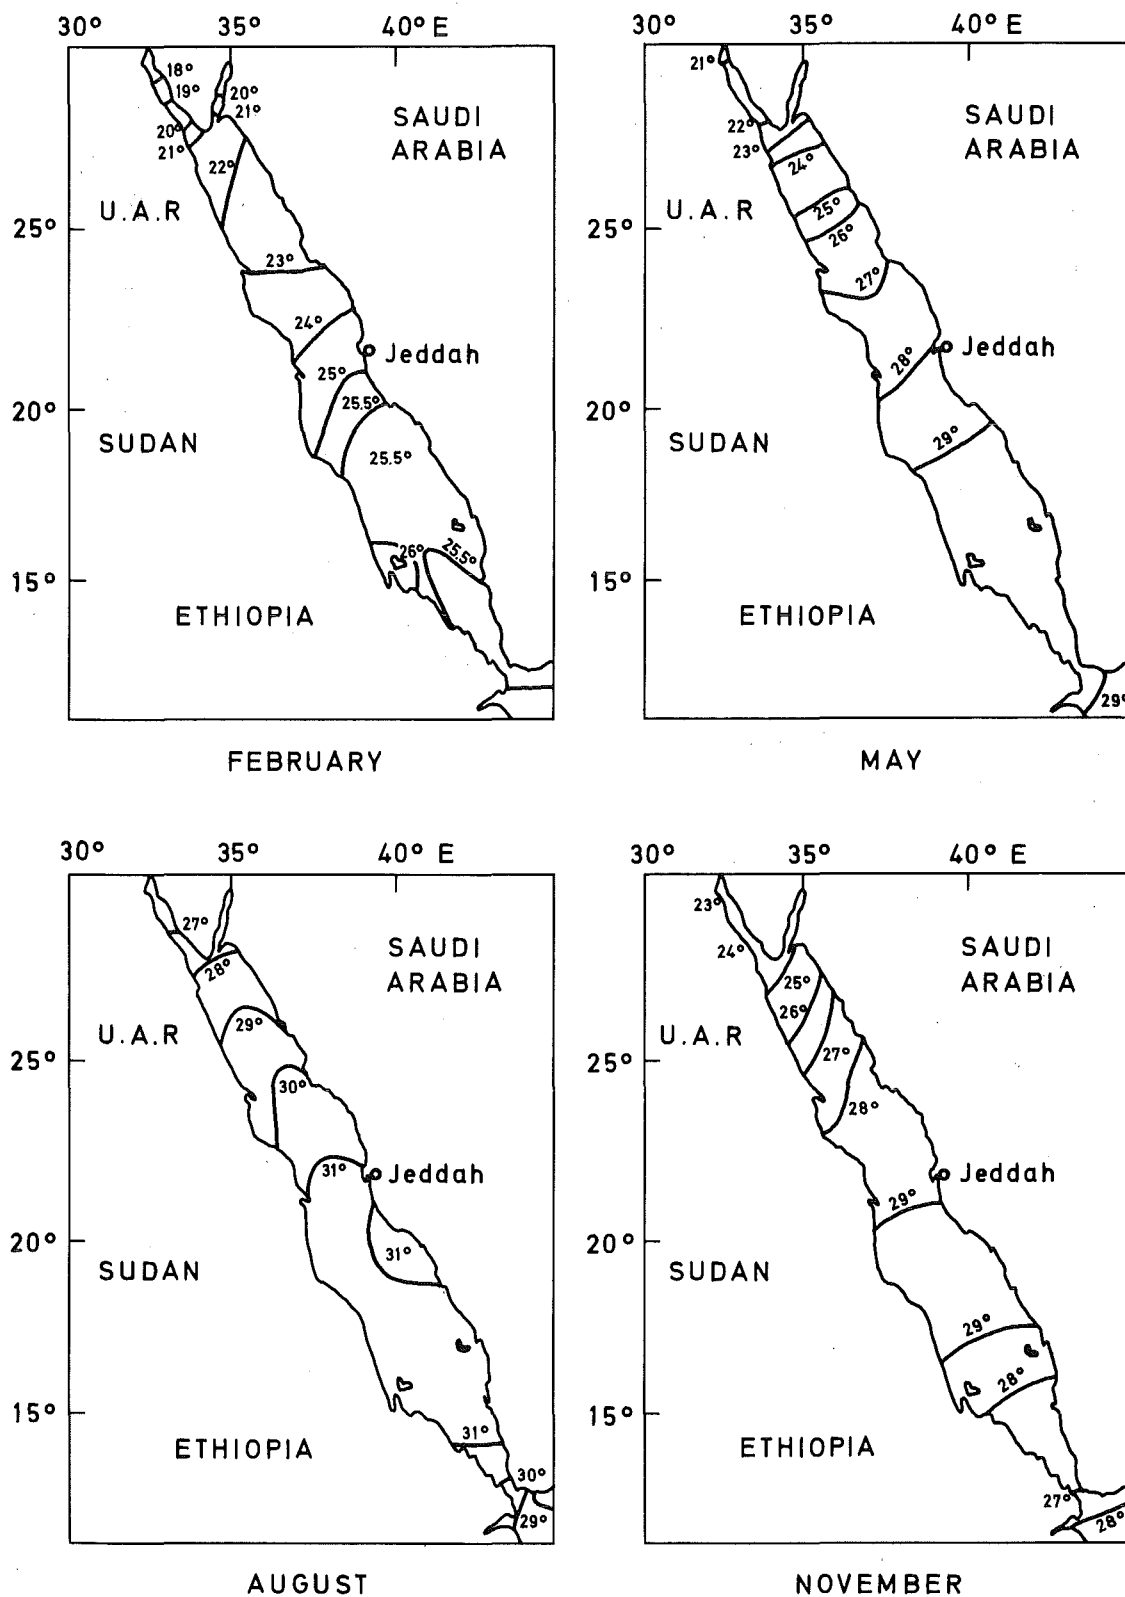 30° 35° 40° E
18°
19°
20°
21°
20°
21°
SAUDI
ARABIA
22°
U.A.R
25°
23°
24°
Jeddah
25°
25.5°
20°
SUDAN
25.5°
26°
25.5°
15°
ETHIOPIA
FEBRUARY
30° 35° 40° E
21°
22°
23°
SAUDI
ARABIA
24°
U.A.R
25°
25°
26°
27°
28°
Jeddah
20°
SUDAN
29°
15°
ETHIOPIA
29°
MAY
30° 35° 40° E
27°
28°
SAUDI
ARABIA
29°
U.A.R
25°
30°
31°
Jeddah
20°
31°
SUDAN
15°
31°
ETHIOPIA
30°
29°
AUGUST
30° 35° 40° E
23°
24°
SAUDI
ARABIA
25°
26°
U.A.R
27°
25°
28°
Jeddah
29°
20°
SUDAN
29°
28°
15°
ETHIOPIA
27°
28°
NOVEMBER